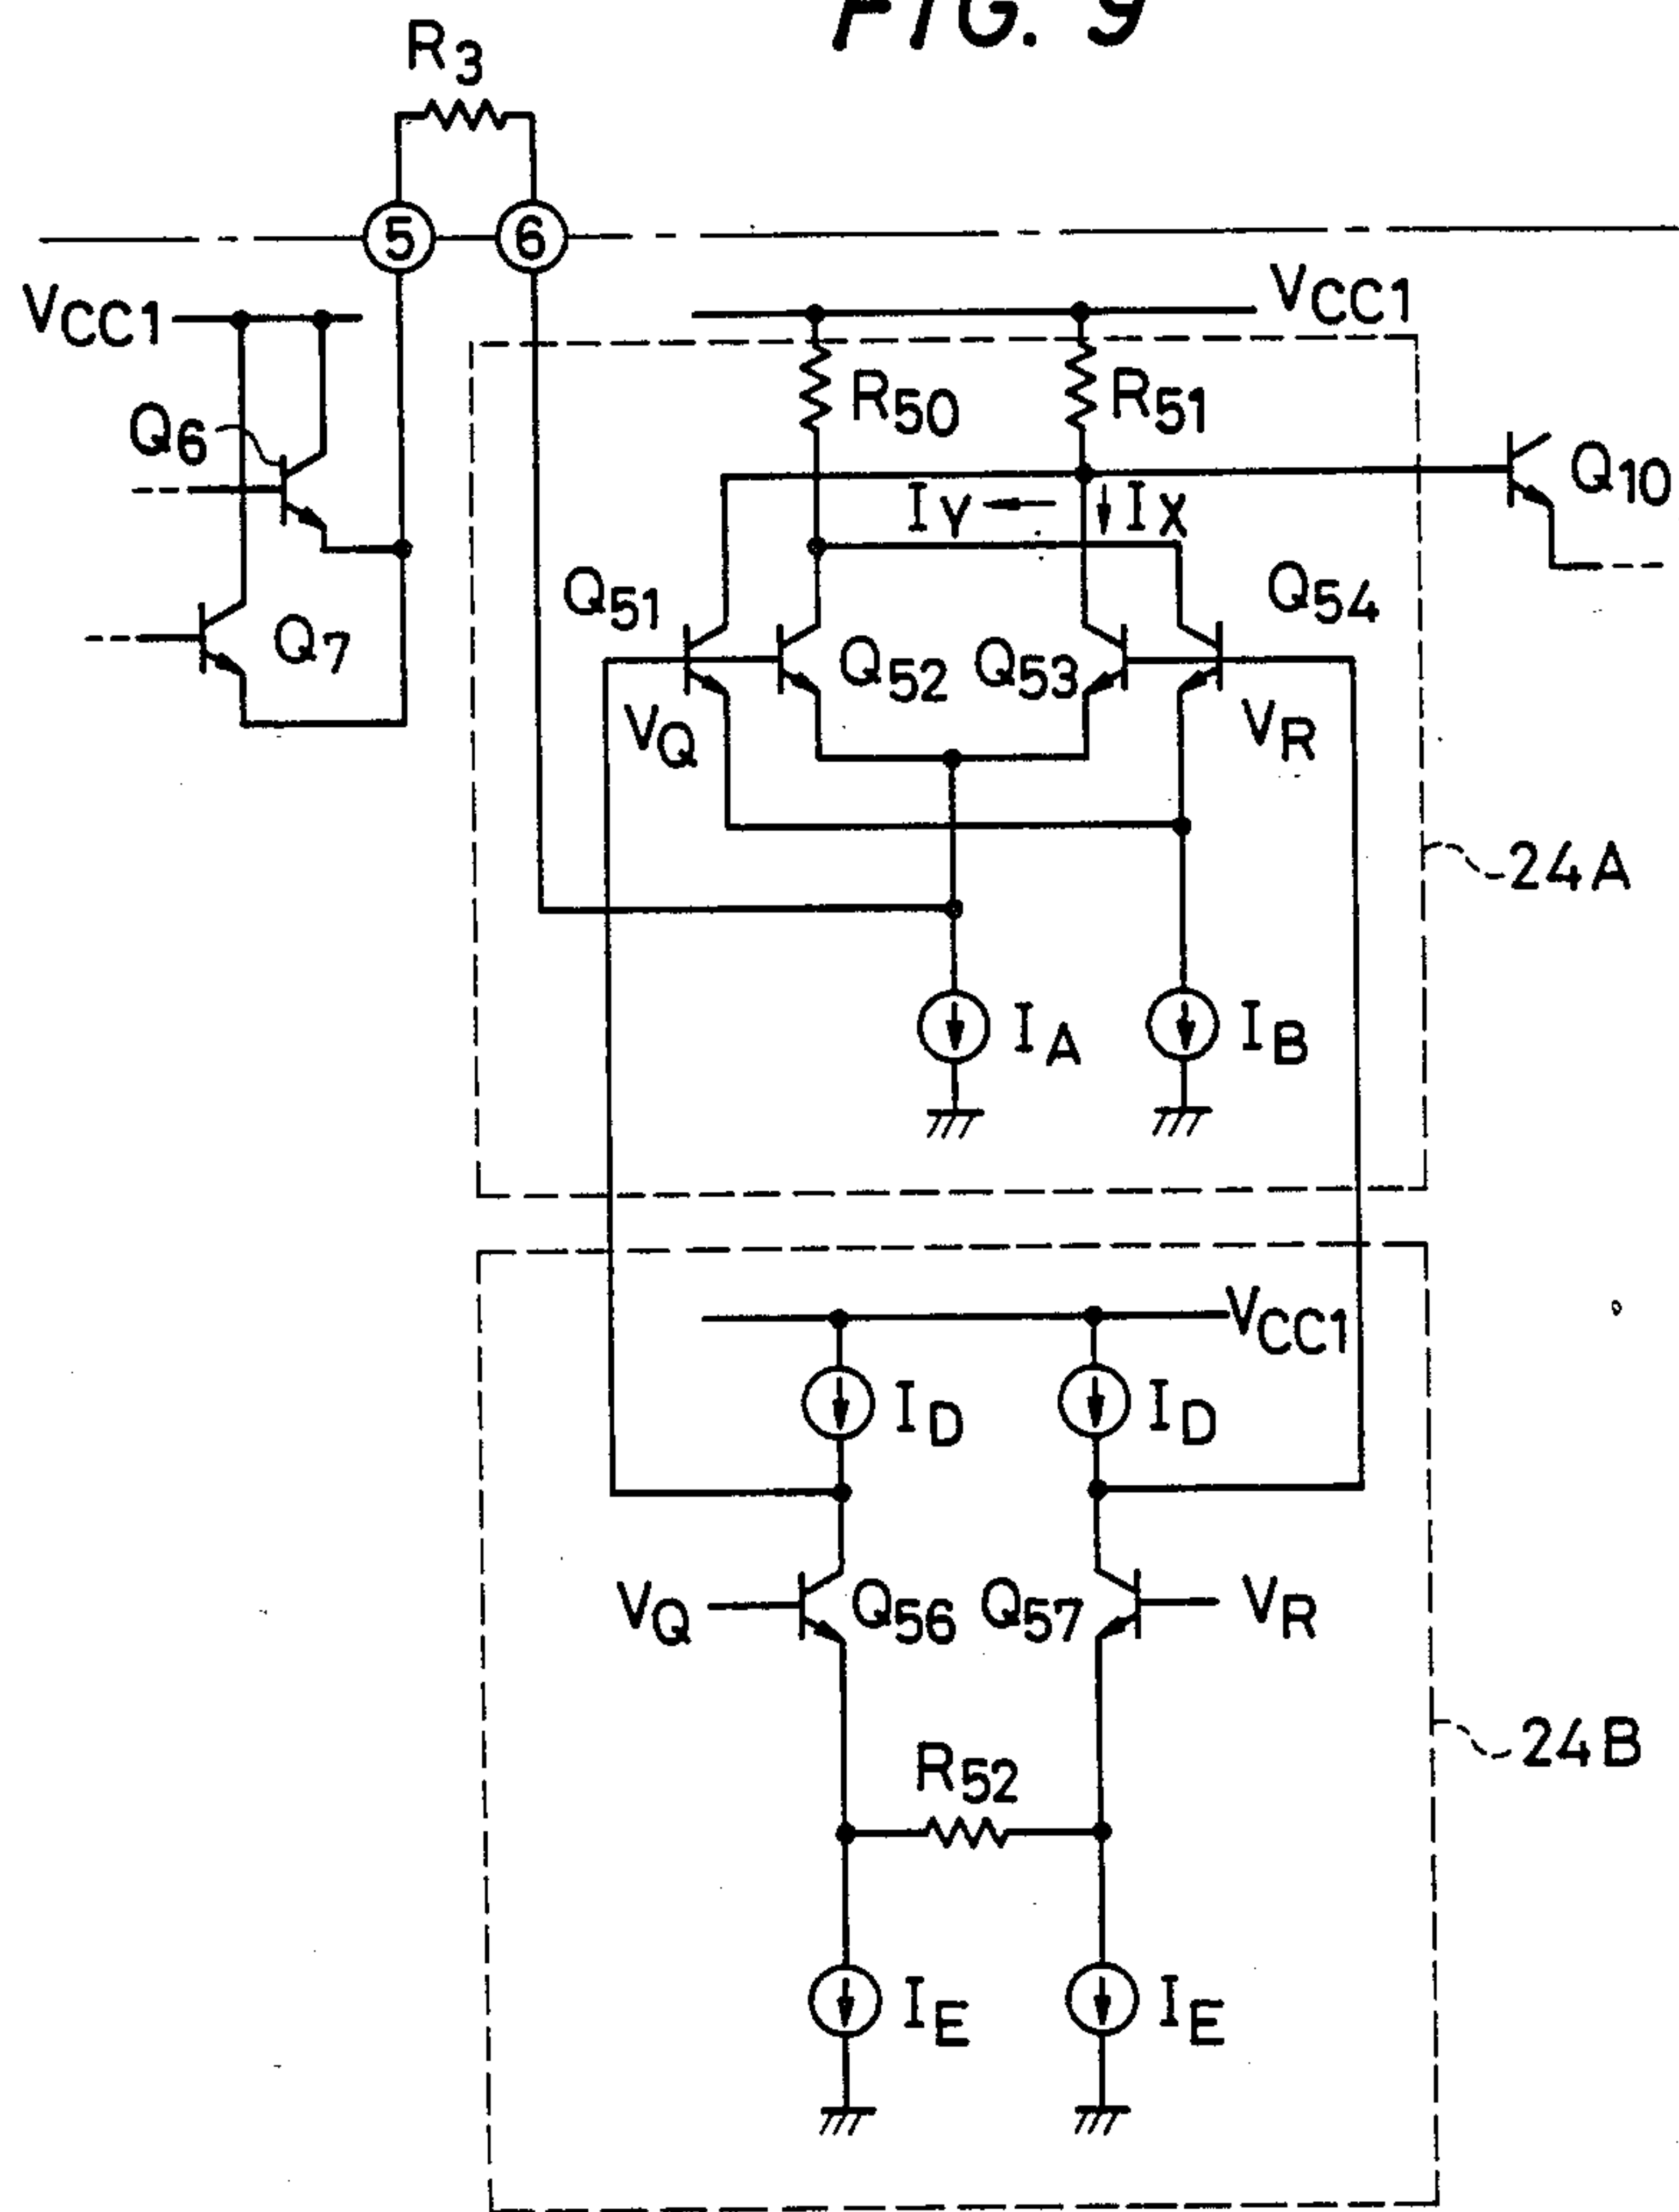 FIG. 9
R3
5 6
VCC1
VCC1
R50
R51
Q6
Q10
IY
IX
Q51
Q54
Q7
Q52
Q53
VQ
VR
24A
IA
IB
VCC1
ID
ID
VQ
Q56
Q57
VR
R52
24B
IE
IE